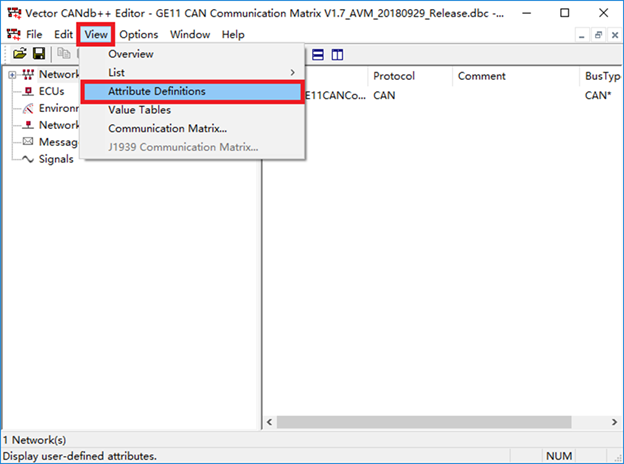 Vector CANdb++ Editor - GE11 CAN Communication Matrix V1.7_AVM_20180929_Release.dbc -...
File Edit View Options Window Help
Overview
List
Attribute Definitions
Value Tables
Communication Matrix...
J1939 Communication Matrix...
Network
ECUs
Environ
Network
Messag
Signals
Protocol Comment BusType
E11CANCo... CAN CAN*
1 Network(s)
Display user-defined attributes. NUM